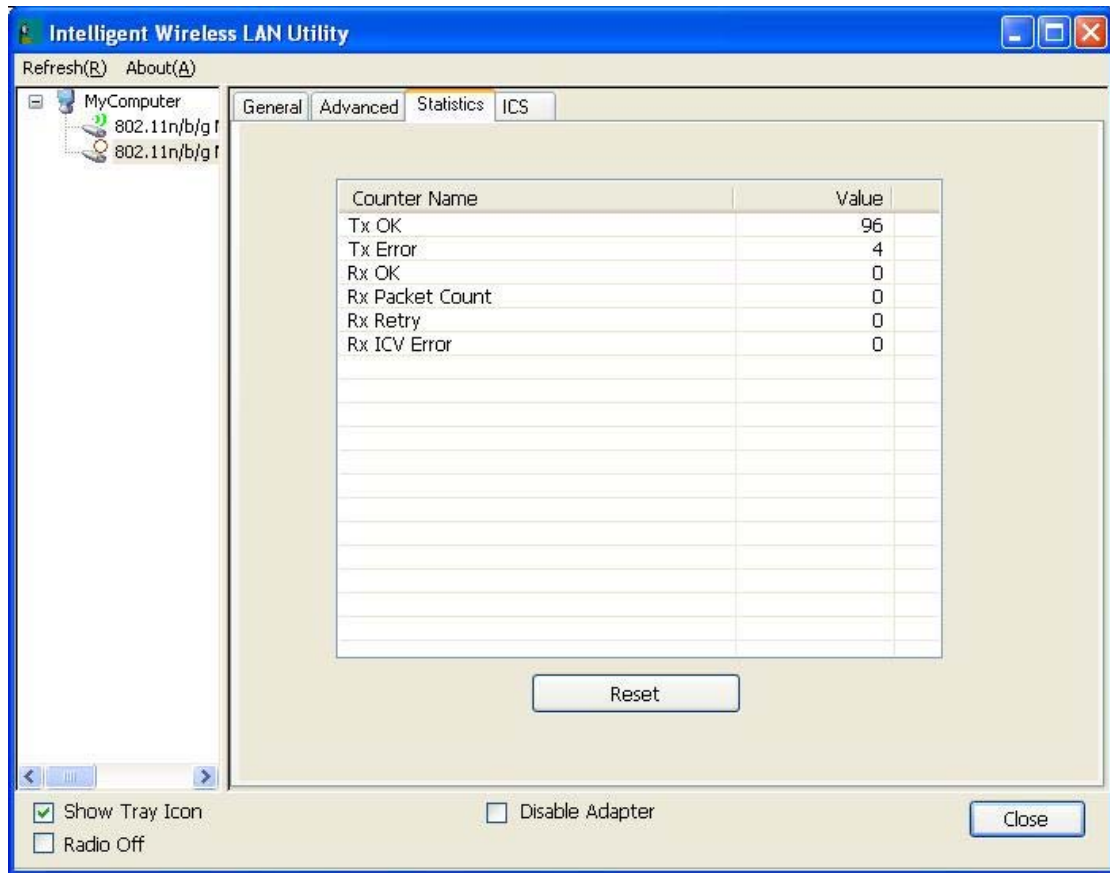 Intelligent Wireless LAN Utility
Refresh(R) About(A)
MyComputer
802.11n/b/g
802.11n/b/g
General Advanced Statistics ICS
Counter Name Value
Tx OK 96
Tx Error 4
Rx OK 0
Rx Packet Count 0
Rx Retry 0
Rx ICV Error 0
Reset
Show Tray Icon
Radio Off
Disable Adapter
Close